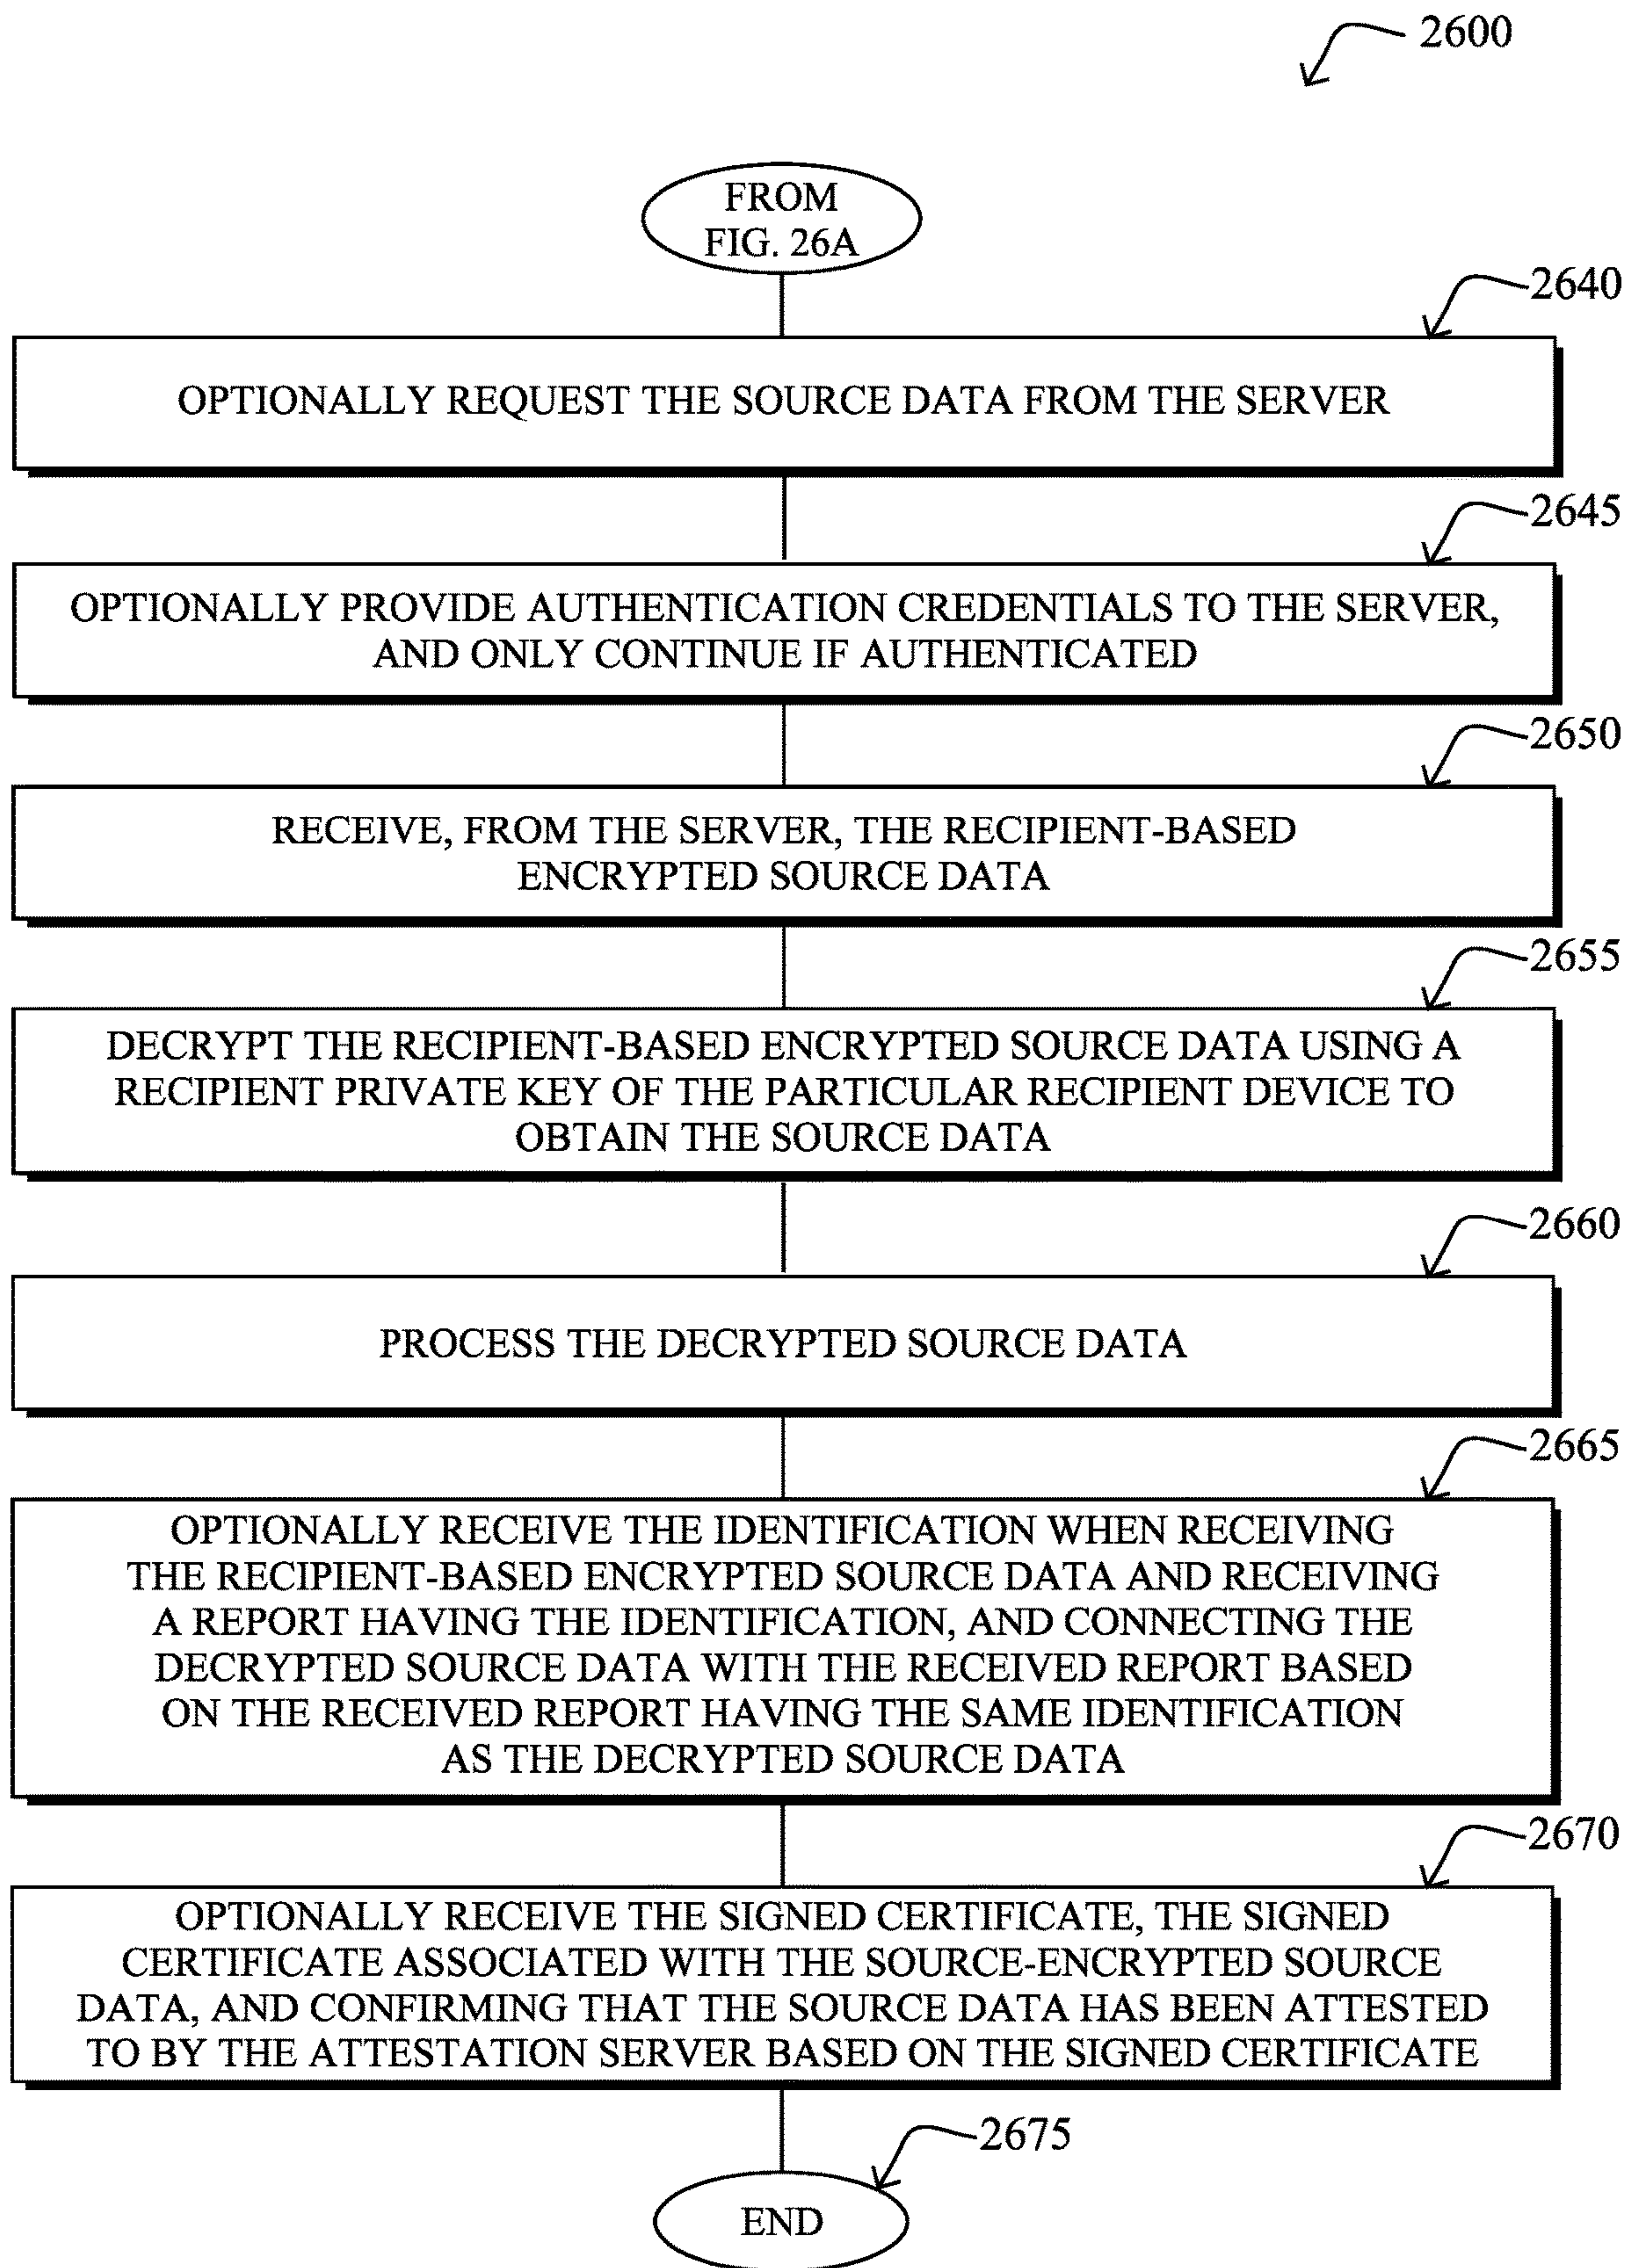 2600
FROM
FIG. 26A
2640
OPTIONALLY REQUEST THE SOURCE DATA FROM THE SERVER
2645
OPTIONALLY PROVIDE AUTHENTICATION CREDENTIALS TO THE SERVER,
AND ONLY CONTINUE IF AUTHENTICATED
2650
RECEIVE, FROM THE SERVER, THE RECIPIENT-BASED
ENCRYPTED SOURCE DATA
2655
DECRYPT THE RECIPIENT-BASED ENCRYPTED SOURCE DATA USING A
RECIPIENT PRIVATE KEY OF THE PARTICULAR RECIPIENT DEVICE TO
OBTAIN THE SOURCE DATA
2660
PROCESS THE DECRYPTED SOURCE DATA
2665
OPTIONALLY RECEIVE THE IDENTIFICATION WHEN RECEIVING
THE RECIPIENT-BASED ENCRYPTED SOURCE DATA AND RECEIVING
A REPORT HAVING THE IDENTIFICATION, AND CONNECTING THE
DECRYPTED SOURCE DATA WITH THE RECEIVED REPORT BASED
ON THE RECEIVED REPORT HAVING THE SAME IDENTIFICATION
AS THE DECRYPTED SOURCE DATA
2670
OPTIONALLY RECEIVE THE SIGNED CERTIFICATE, THE SIGNED
CERTIFICATE ASSOCIATED WITH THE SOURCE-ENCRYPTED SOURCE
DATA, AND CONFIRMING THAT THE SOURCE DATA HAS BEEN ATTESTED
TO BY THE ATTESTATION SERVER BASED ON THE SIGNED CERTIFICATE
2675
END